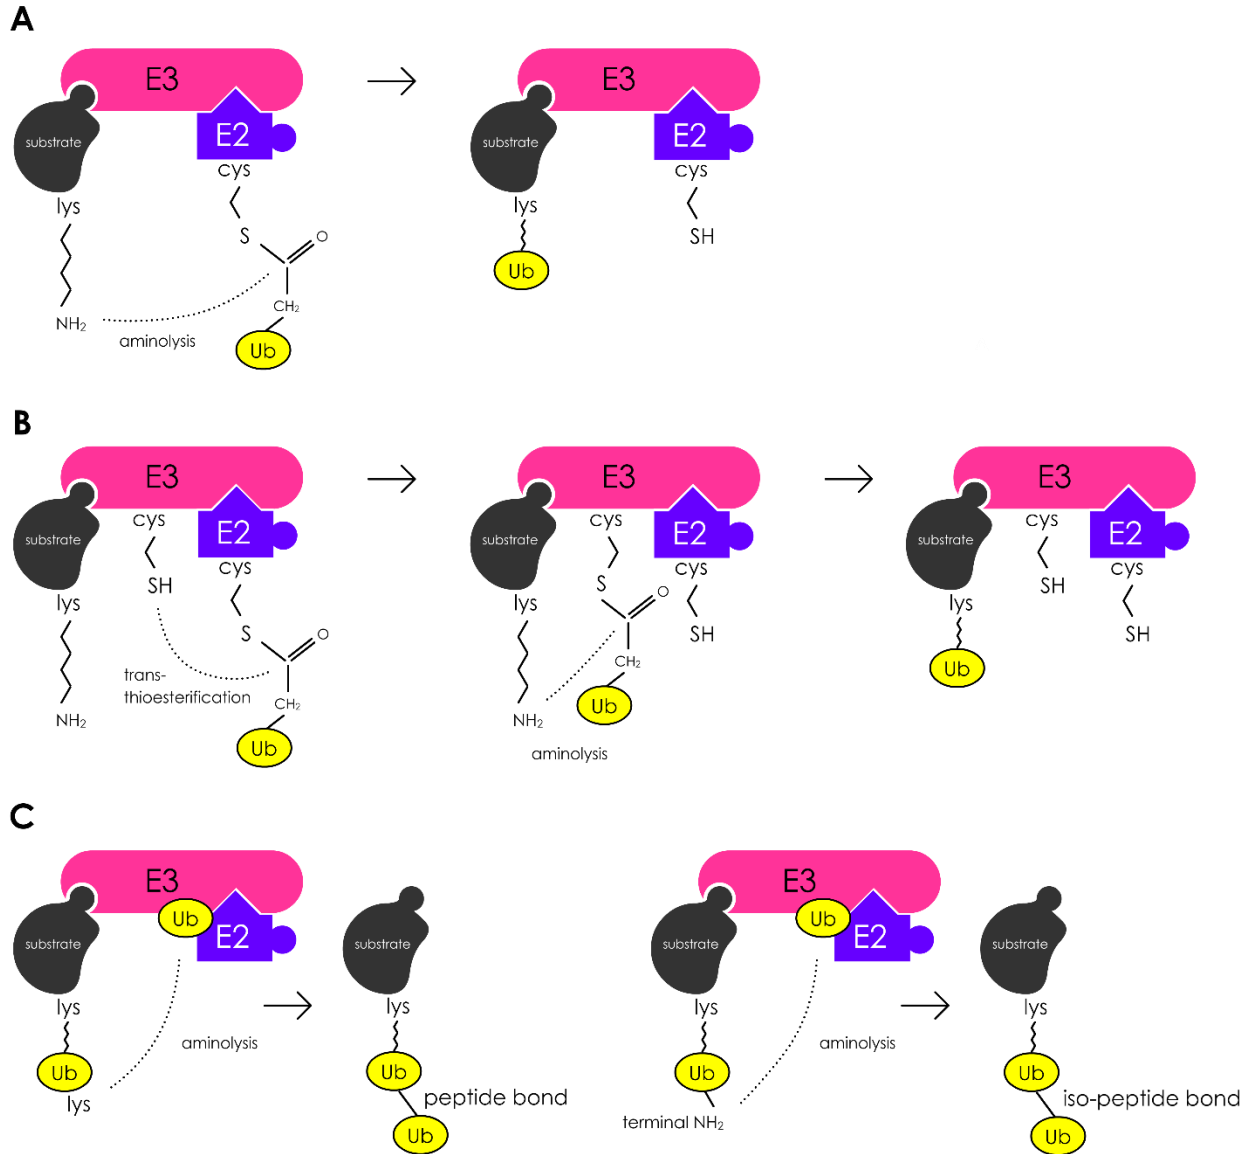 A
E3
E3
substrate
E2
substrate
E2
cys
cys
lys
lys
S
O
SH
Ub
CH₂
NH₂
aminolysis
Ub
B
E3
E3
E3
cys
cys
cys
substrate
E2
substrate
E2
substrate
E2
SH
cys
S
cys
SH
cys
lys
lys
O
lys
S
O
SH
SH
CH₂
Ub
trans-
thioesterification
CH₂
Ub
NH₂
NH₂
Ub
aminolysis
C
E3
E3
Ub
Ub
substrate
E2
substrate
substrate
E2
substrate
lys
lys
lys
lys
aminolysis
aminolysis
Ub
Ub
Ub
Ub
lys
peptide bond
iso-peptide bond
terminal NH₂
Ub
Ub